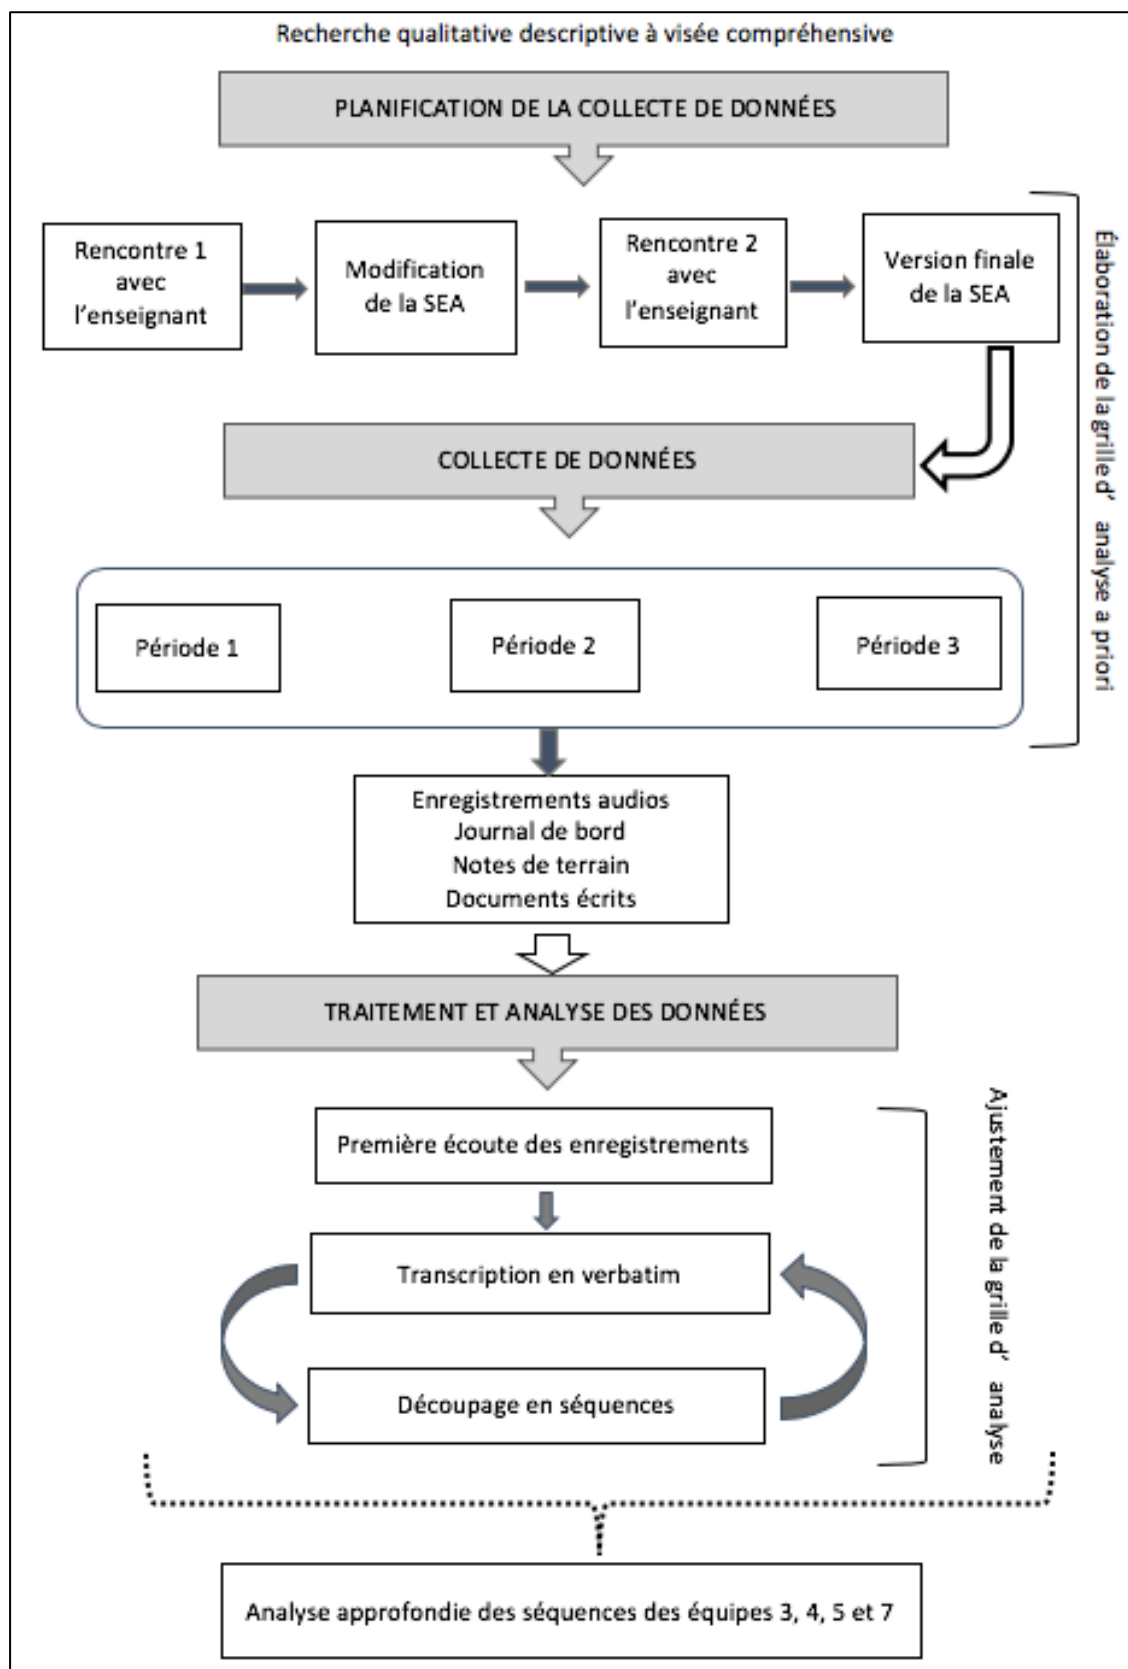 Recherche qualitative descriptive à visée compréhensive
PLANIFICATION DE LA COLLECTE DE DONNÉES
Rencontre 1
avec
l'enseignant
Modification
de la SEA
Rencontre 2
avec
l'enseignant
Version finale
de la SEA
Élaboration de la grille d' analyse a priori
COLLECTE DE DONNÉES
Période 1
Période 2
Période 3
Enregistrements audios
Journal de bord
Notes de terrain
Documents écrits
TRAITEMENT ET ANALYSE DES DONNÉES
Première écoute des enregistrements
Transcription en verbatim
Découpage en séquences
Ajustement de la grille d' analyse
Analyse approfondie des séquences des équipes 3, 4, 5 et 7